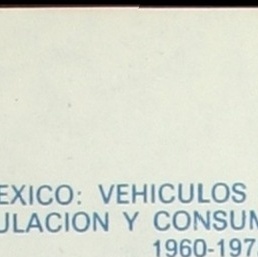 EXICO: VEHICULOS
ULACION Y CONSUM
1960-197